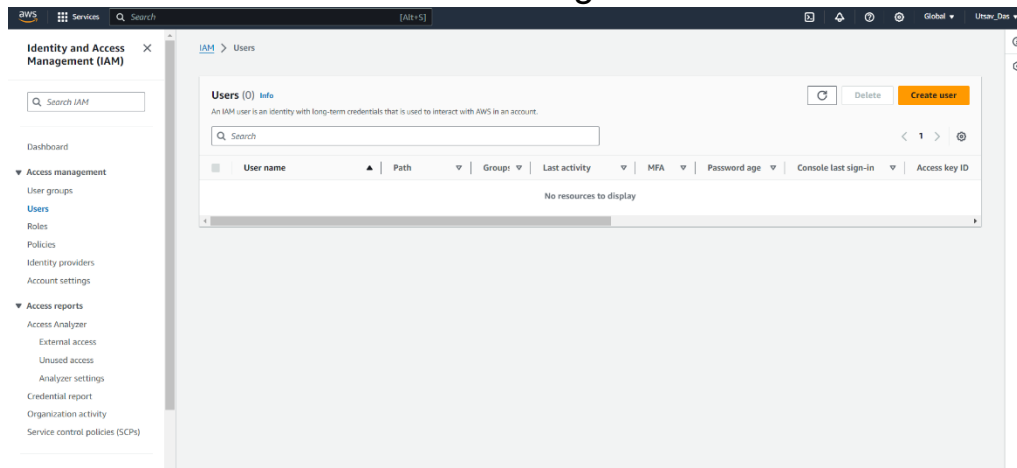 aws Services Search [Alt+S] Global Utsav_Das
Identity and Access Management (IAM)
Search IAM
Dashboard
Access management
User groups
Users
Roles
Policies
Identity providers
Account settings
Access reports
Access Analyzer
External access
Unused access
Analyzer settings
Credential report
Organization activity
Service control policies (SCPs)
IAM > Users
Users (0) Info
Delete Create user
An IAM user is an identity with long-term credentials that is used to interact with AWS in an account.
Search
1
User name Path Groups Last activity MFA Password age Console last sign-in Access key ID
No resources to display